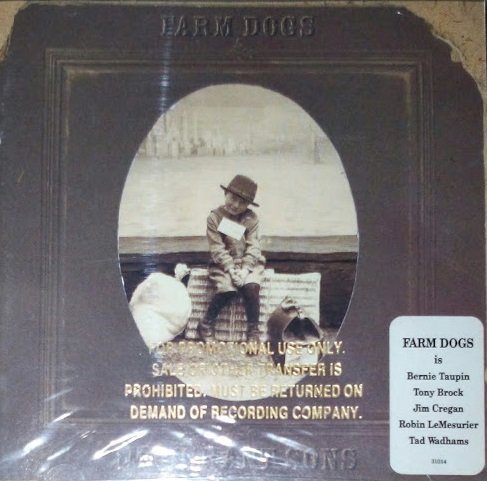 FARM DOGS
FOR PROMOTIONAL USE ONLY.
SALE OR OTHER TRANSFER IS
PROHIBITED. MUST BE RETURNED ON
DEMAND OF RECORDING COMPANY.
SONS
FARM DOGS
is
Bernie Taupin
Tony Brock
Jim Cregan
Robin LeMesurier
Tad Wadhams